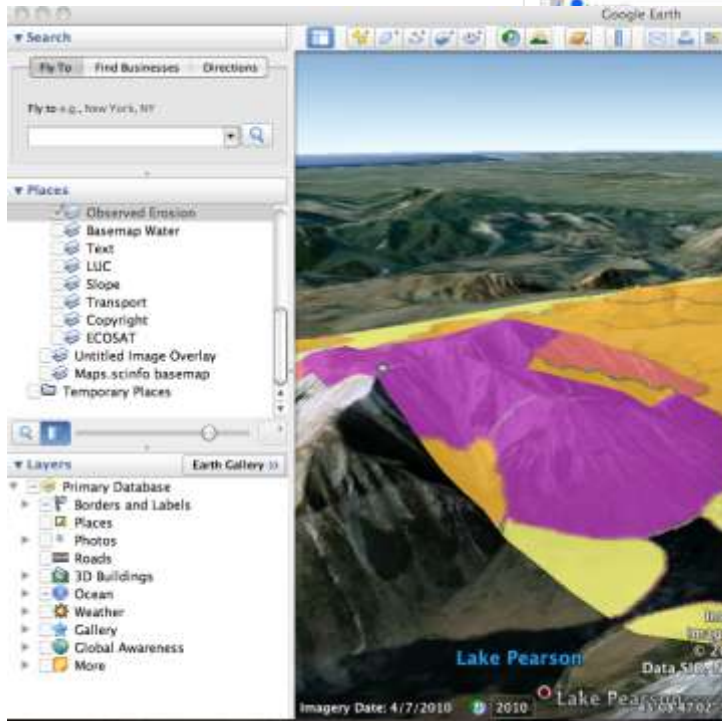 Google Earth
Search
Fly To
Find Businesses
Directions
Fly to e.g., New York, NY
Places
Observed Erosion
Basemap Water
Text
LUC
Slope
Transport
Copyright
ECOSAT
Untitled Image Overlay
Maps.scinfo basemap
Temporary Places
Layers
Earth Gallery
Primary Database
Borders and Labels
Places
Photos
Roads
3D Buildings
Ocean
Weather
Gallery
Global Awareness
More
Lake Pearson
Data SIO,
Imagery Date: 4/7/2010
2010
Lake Pearson